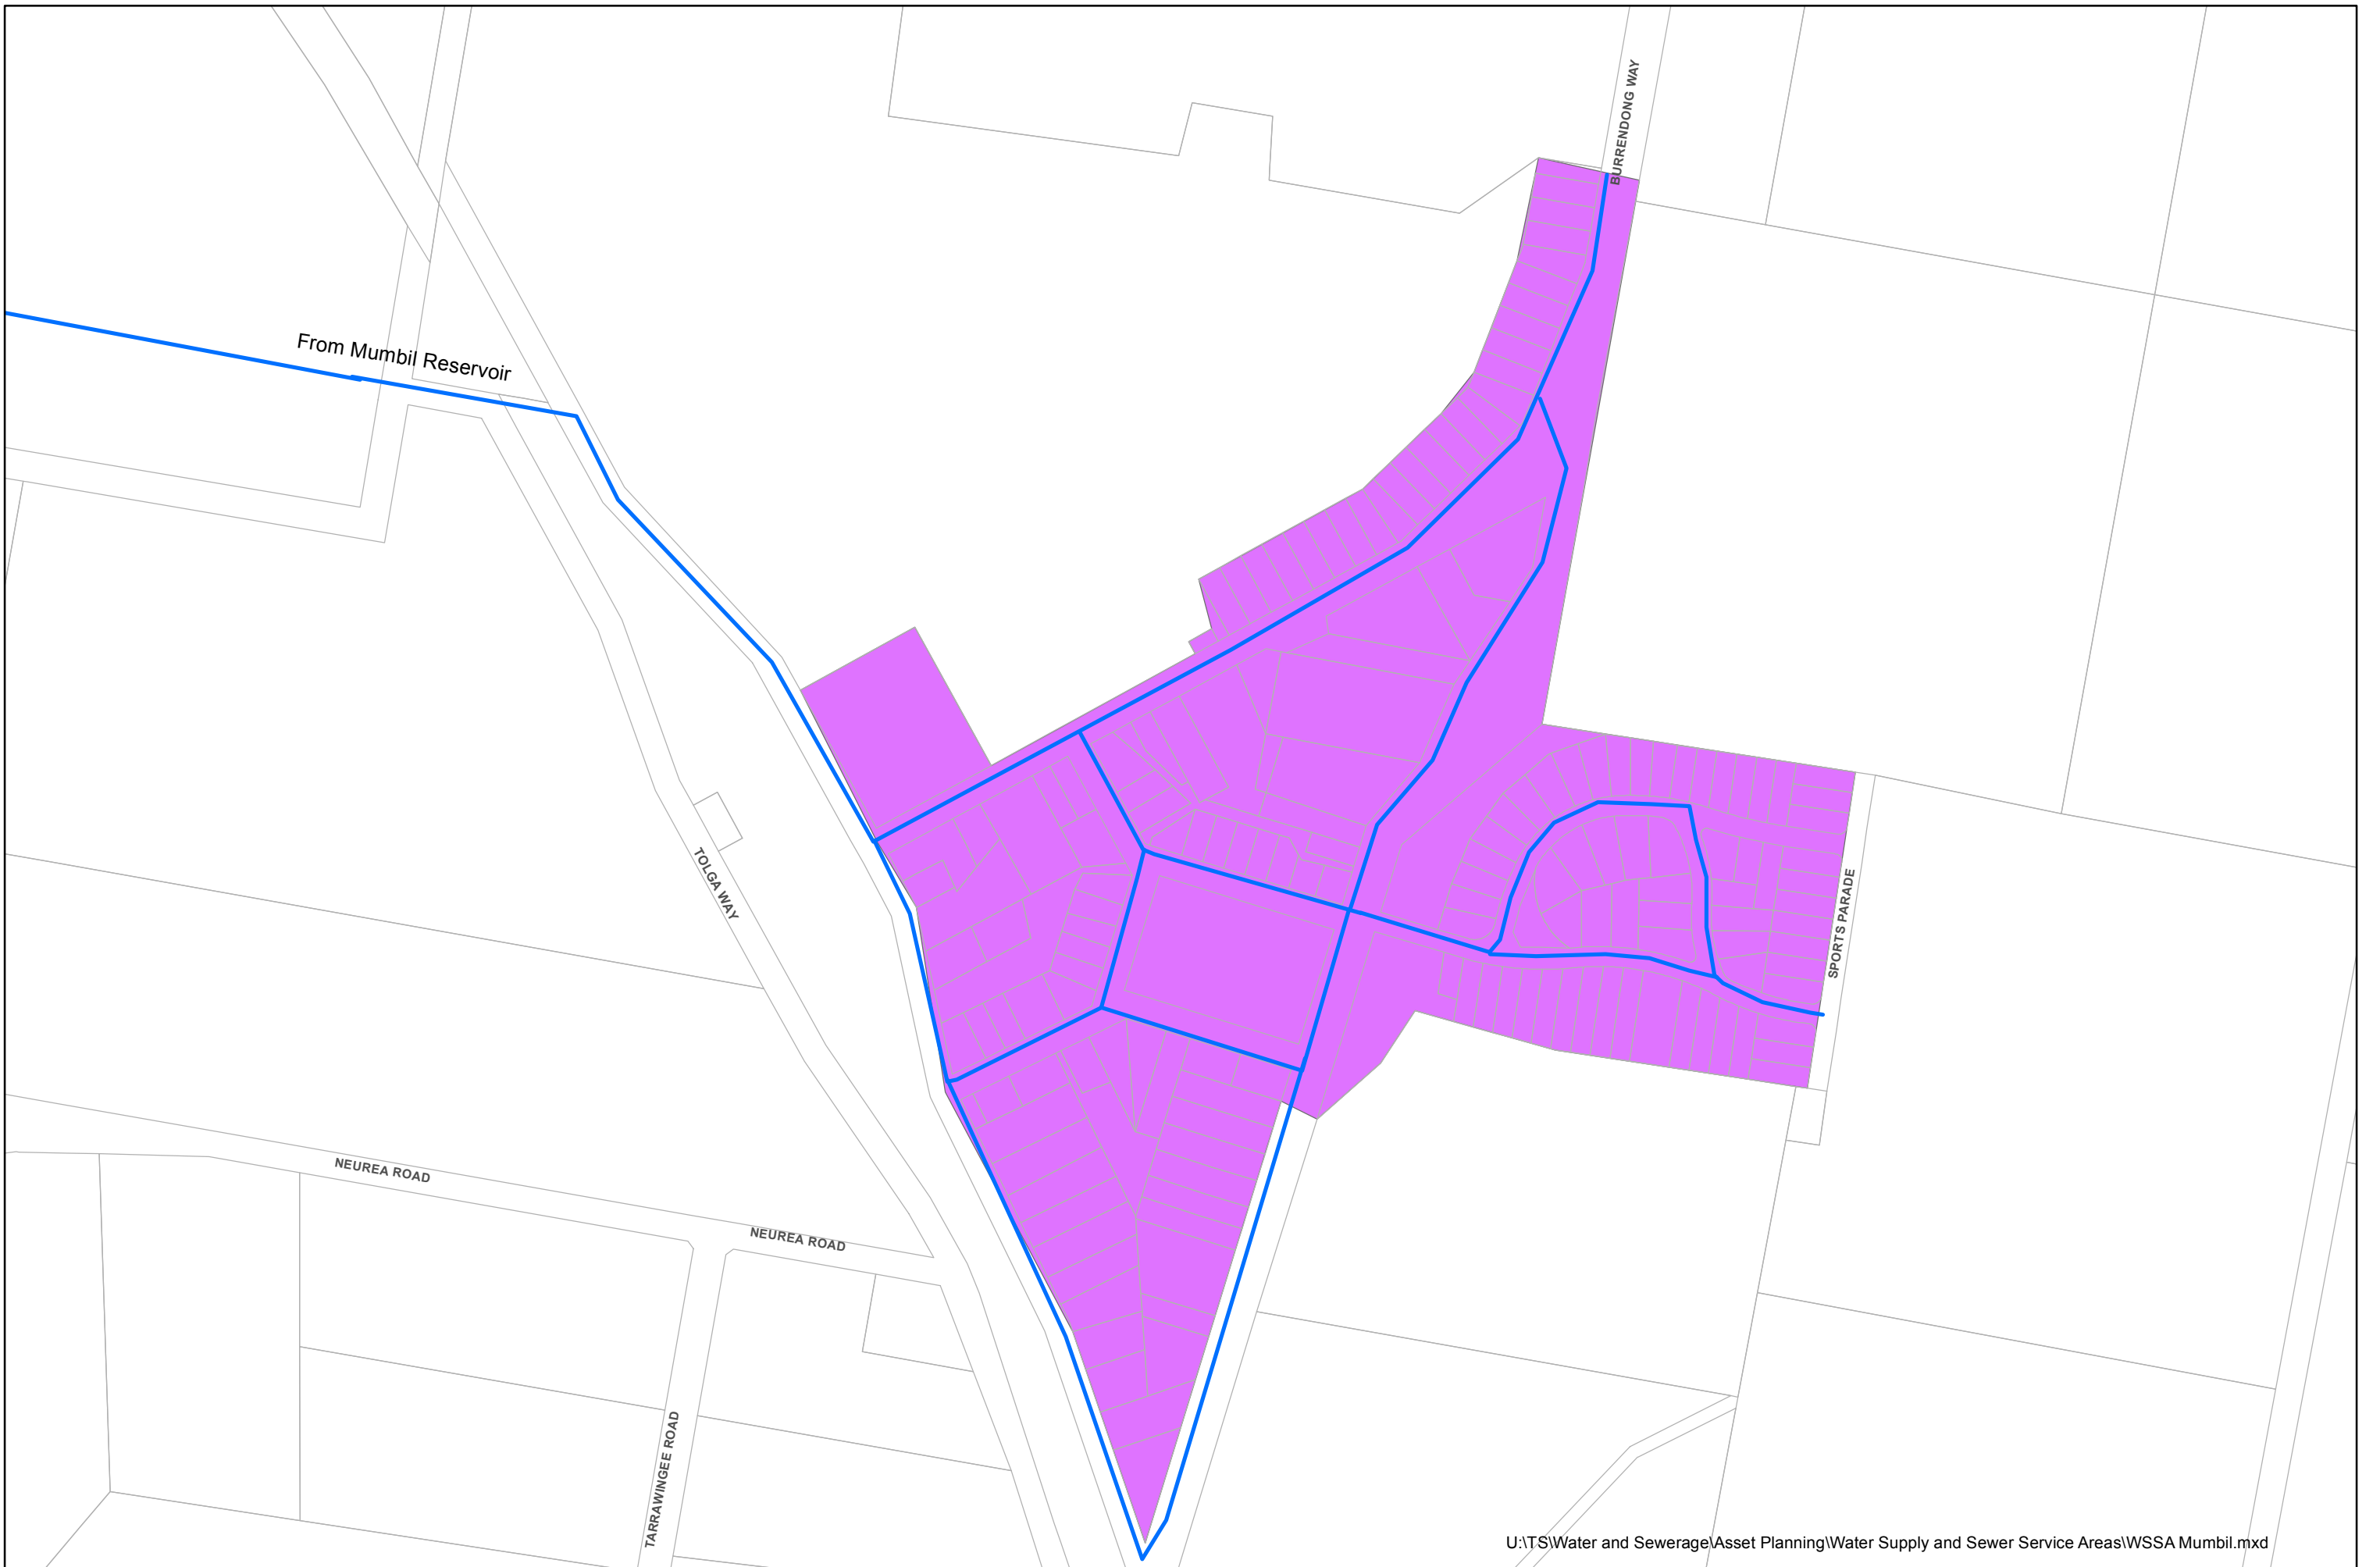 BURRENDONG WAY
From Mumbil Reservoir
TOLGA WAY
SPORTS PARADE
NEUREA ROAD
NEUREA ROAD
TARRAWINGEE ROAD
U:\TS\Water and Sewerage\Asset Planning\Water Supply and Sewer Service Areas\WSSA Mumbil.mxd